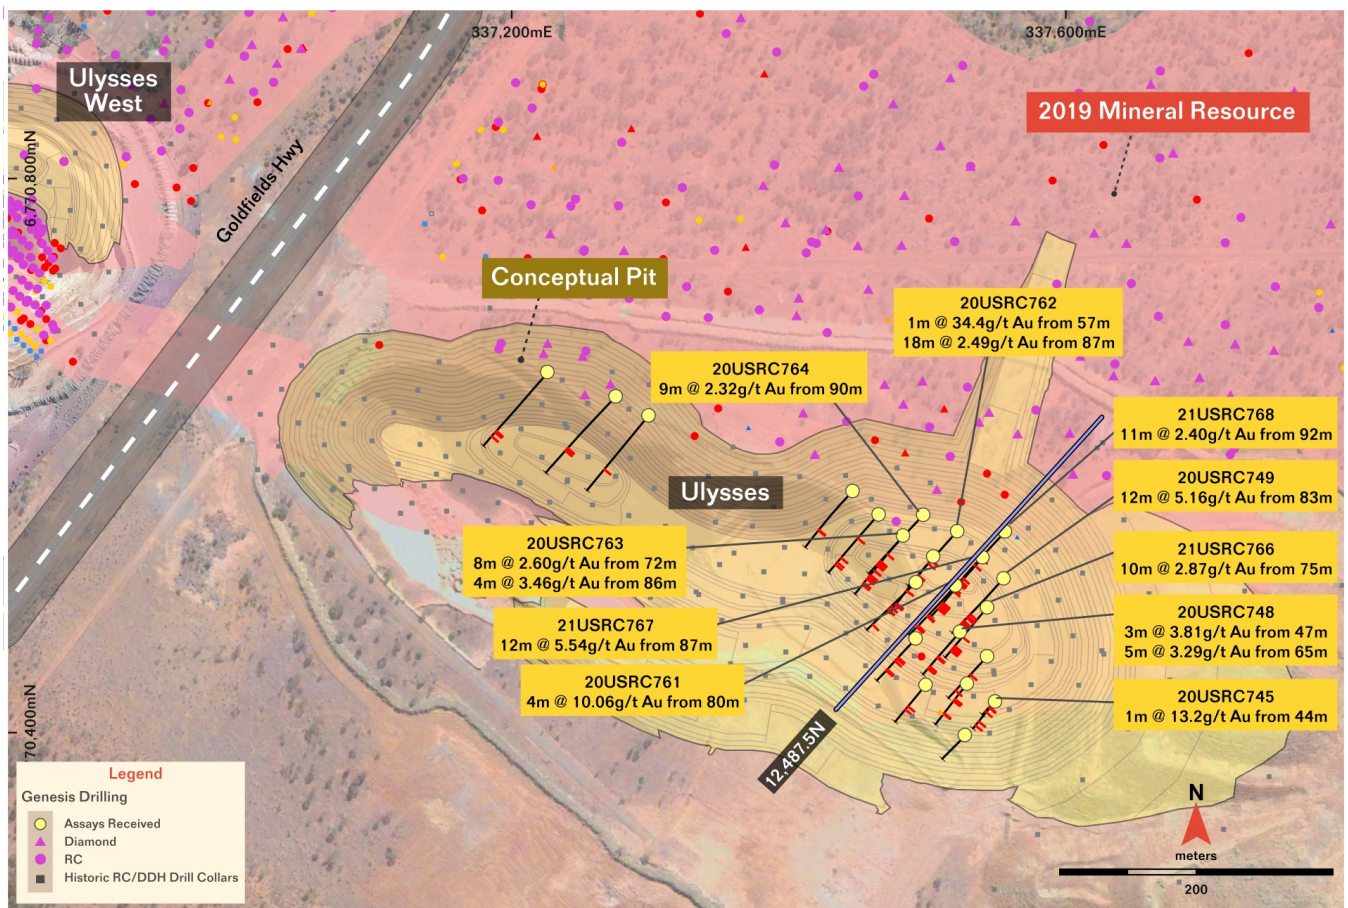 337,200mE
337,600mE
Ulysses
West
2019 Mineral Resource
6,770,800mN
Goldfields Hwy
Conceptual Pit
20USRC762
1m @ 34.4g/t Au from 57m
18m @ 2.49g/t Au from 87m
20USRC764
9m @ 2.32g/t Au from 90m
21USRC768
11m @ 2.40g/t Au from 92m
20USRC749
12m @ 5.16g/t Au from 83m
Ulysses
20USRC763
8m @ 2.60g/t Au from 72m
4m @ 3.46g/t Au from 86m
21USRC766
10m @ 2.87g/t Au from 75m
21USRC767
12m @ 5.54g/t Au from 87m
20USRC748
3m @ 3.81g/t Au from 47m
5m @ 3.29g/t Au from 65m
20USRC761
4m @ 10.06g/t Au from 80m
20USRC745
1m @ 13.2g/t Au from 44m
70,400mN
12,487.5N
Legend
Genesis Drilling
Assays Received
Diamond
RC
Historic RC/DDH Drill Collars
N
meters
200